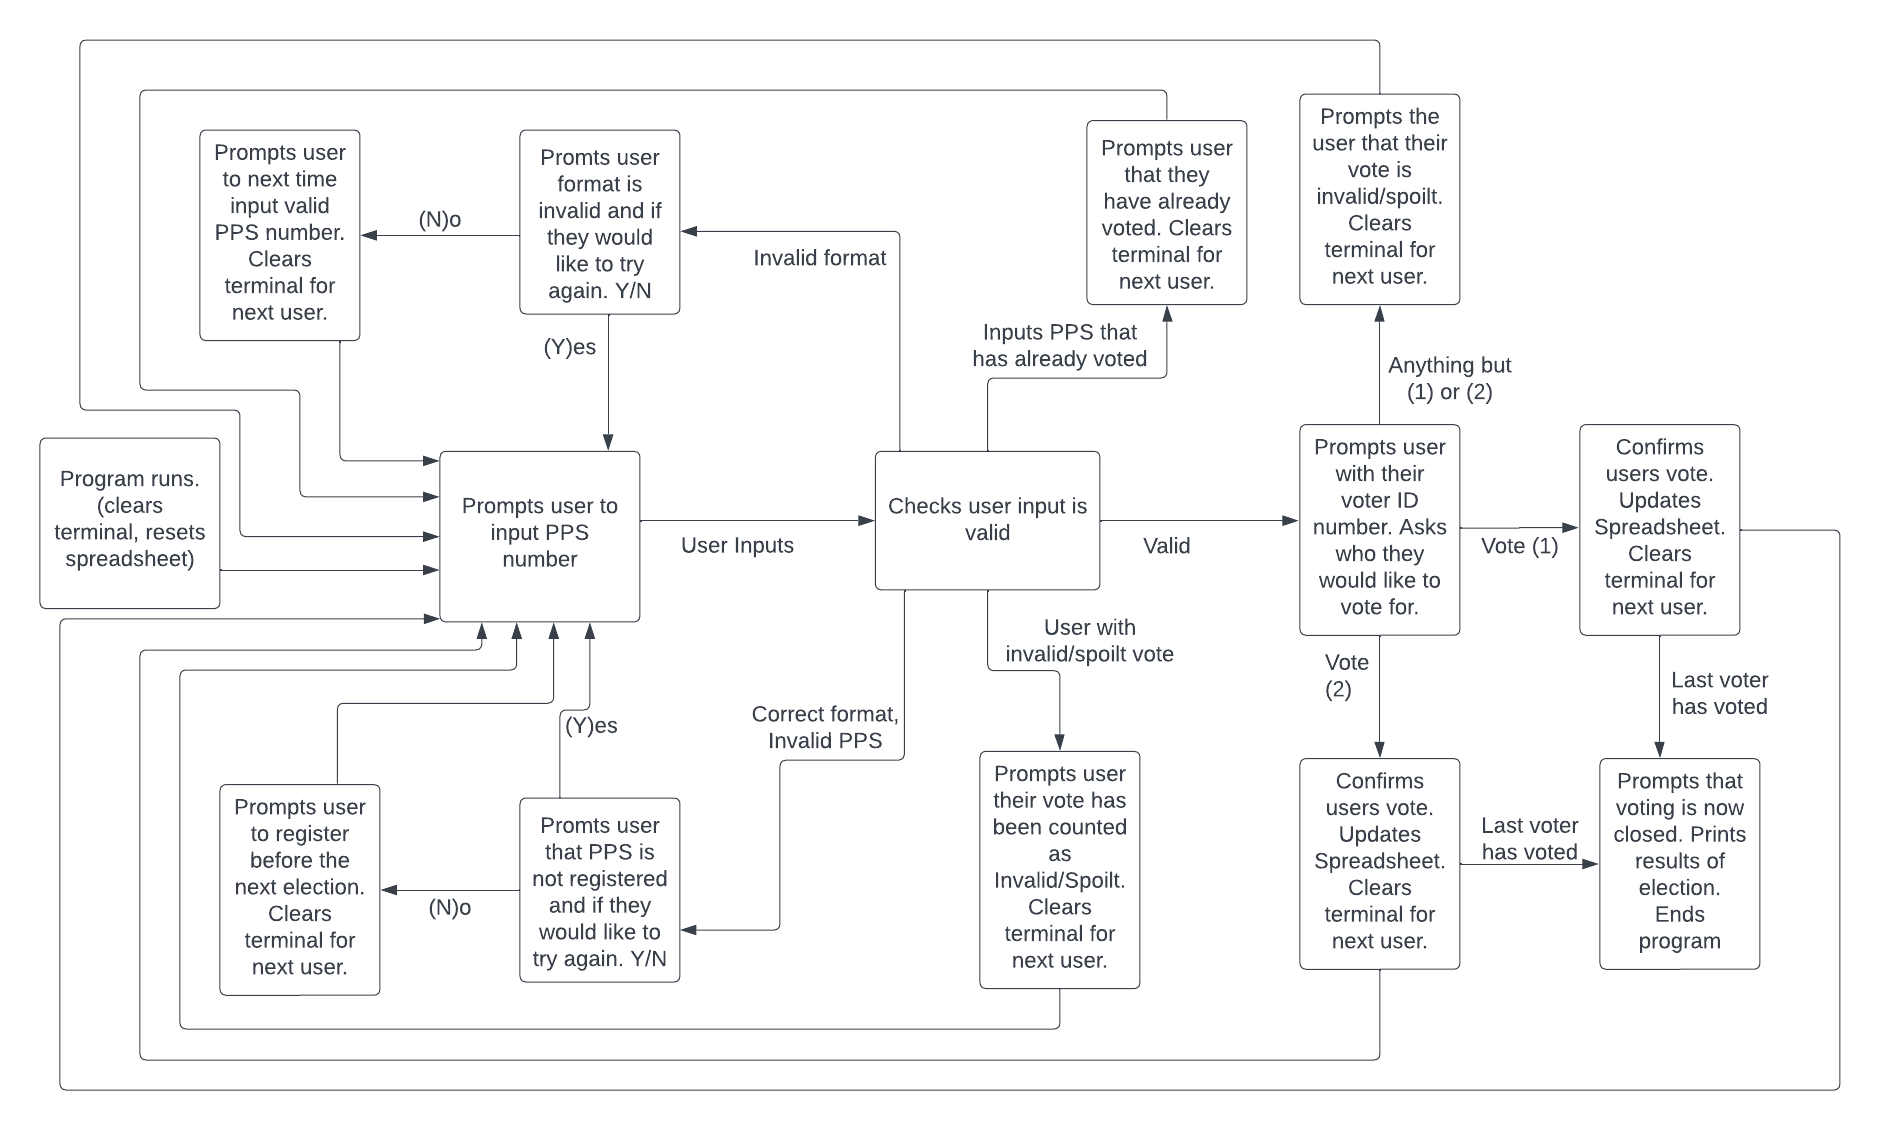 Prompts user
to next time
input valid
PPS number.
Clears
terminal for
next user.
(N)o
Promts user
format is
invalid and if
they would
like to try
again. Y/N
(Y)es
Invalid format
Prompts user
that they
have already
voted. Clears
terminal for
next user.
Inputs PPS that
has already voted
Prompts the
user that their
vote is
invalid/spoilt.
Clears
terminal for
next user.
Anything but
(1) or (2)
Program runs.
(clears
terminal, resets
spreadsheet)
Prompts user to
input PPS
number
User Inputs
Checks user input is
valid
Valid
Prompts user
with their
voter ID
number. Asks
who they
would like to
vote for.
Vote (1)
Confirms
users vote.
Updates
Spreadsheet.
Clears
terminal for
next user.
User with
invalid/spoilt vote
Vote
(2)
Last voter
has voted
Correct format,
Invalid PPS
(Y)es
Prompts user
to register
before the
next election.
Clears
terminal for
next user.
(N)o
Promts user
that PPS is
not registered
and if they
would like to
try again. Y/N
Prompts user
their vote has
been counted
as
Invalid/Spoilt.
Clears
terminal for
next user.
Confirms
users vote.
Updates
Spreadsheet.
Clears
terminal for
next user.
Last voter
has voted
Prompts that
voting is now
closed. Prints
results of
election.
Ends
program